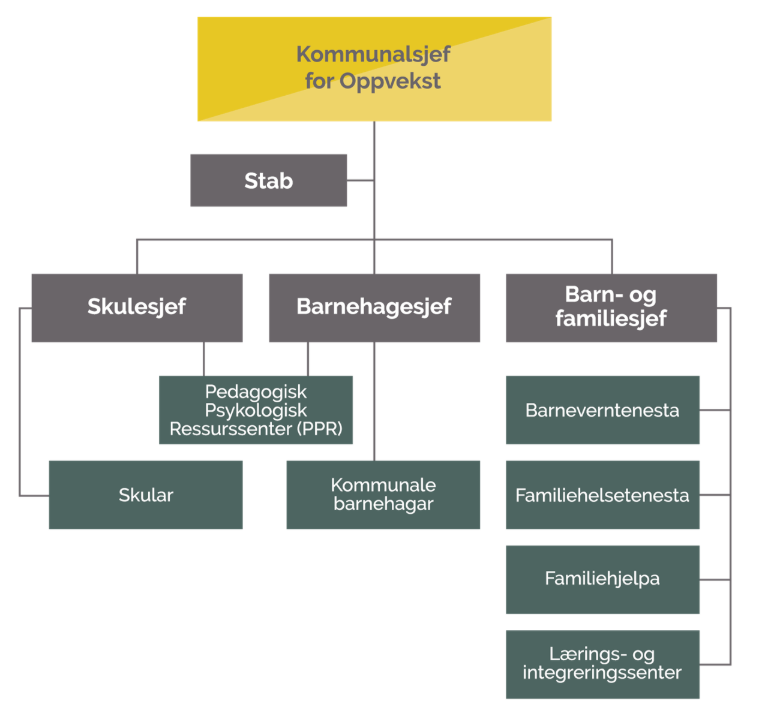 Kommunalsjef
for Oppvekst
Stab
Skulesjef
Barnehagesjef
Barn- og
familiesjef
Pedagogisk
Psykologisk
Ressurssenter (PPR)
Barneverntenesta
Skular
Kommunale
barnehagar
Familiehelsetenesta
Familiehjelpa
Lærings- og
integreringssenter